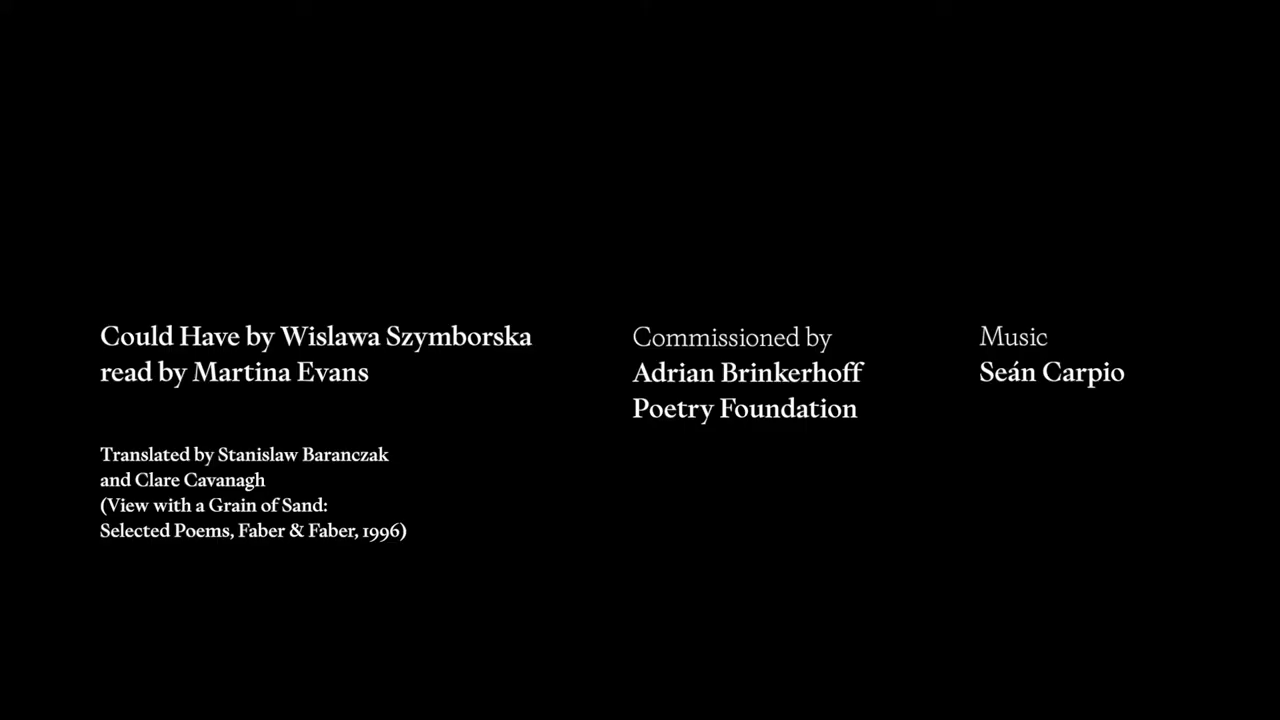 Could Have by Wislawa Szymborska
read by Martina Evans
Translated by Stanislaw Baranczak
and Clare Cavanagh
(View with a Grain of Sand:
Selected Poems, Faber & Faber, 1996)
Commissioned by
Adrian Brinkerhoff
Poetry Foundation
Music
Seán Carpio